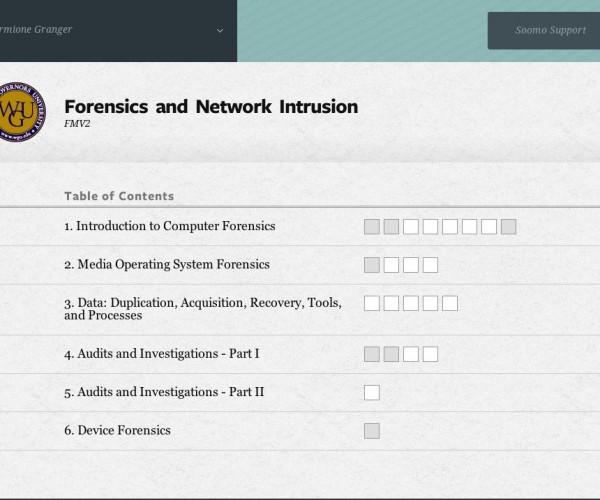 rmione Granger
Soomo Support
WGU
Forensics and Network Intrusion
FMV2
Table of Contents
1. Introduction to Computer Forensics
2. Media Operating System Forensics
3. Data: Duplication, Acquisition, Recovery, Tools,
and Processes
4. Audits and Investigations - Part I
5. Audits and Investigations - Part II
6. Device Forensics